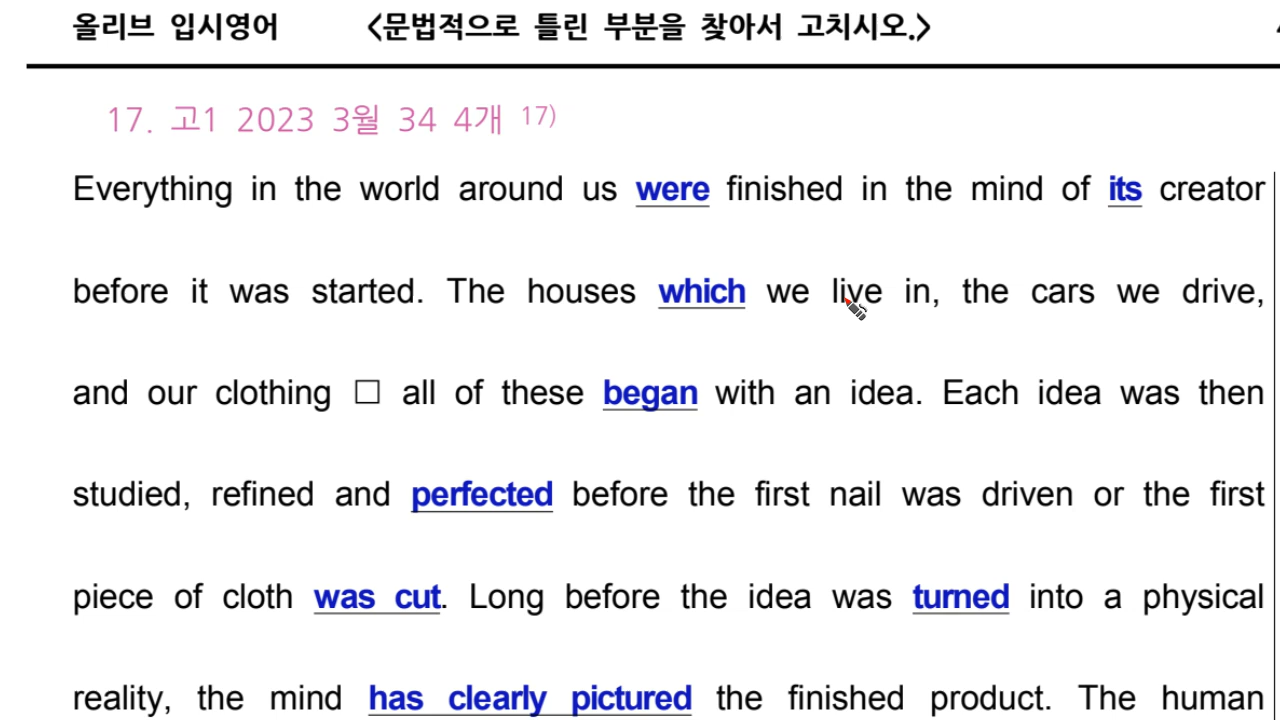 올리브 입시영어 <문법적으로 틀린 부분을 찾아서 고치시오.>
17. 고1 2023 3월 34 4개 17)
Everything in the world around us were finished in the mind of its creator
before it was started. The houses which we live in, the cars we drive,
and our clothing □ all of these began with an idea. Each idea was then
studied, refined and perfected before the first nail was driven or the first
piece of cloth was cut. Long before the idea was turned into a physical
reality, the mind has clearly pictured the finished product. The human